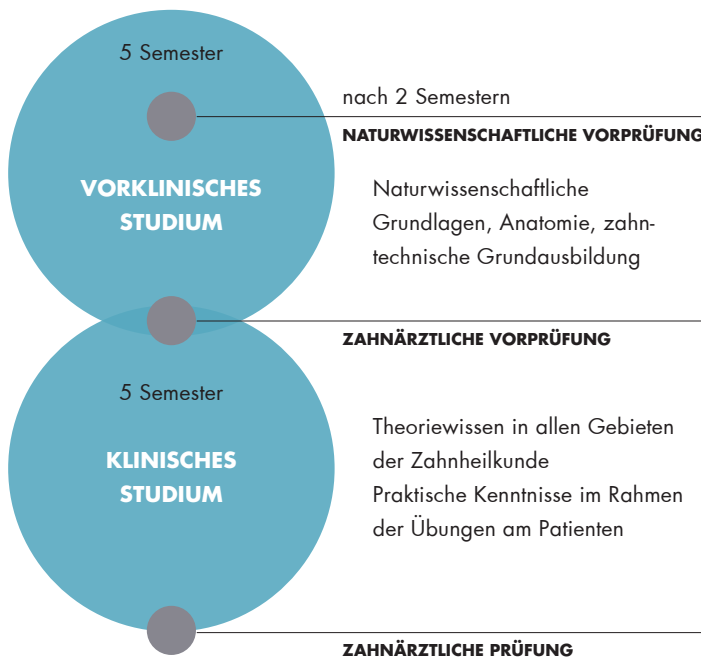 5 Semester
nach 2 Semestern
NATURWISSENSCHAFTLICHE VORPRÜFUNG
VORKLINISCHES
STUDIUM
Naturwissenschaftliche
Grundlagen, Anatomie, zahn-
technische Grundausbildung
ZAHNÄRZTLICHE VORPRÜFUNG
5 Semester
KLINISCHES
STUDIUM
Theoriewissen in allen Gebieten
der Zahnheilkunde
Praktische Kenntnisse im Rahmen
der Übungen am Patienten
ZAHNÄRZTLICHE PRÜFUNG